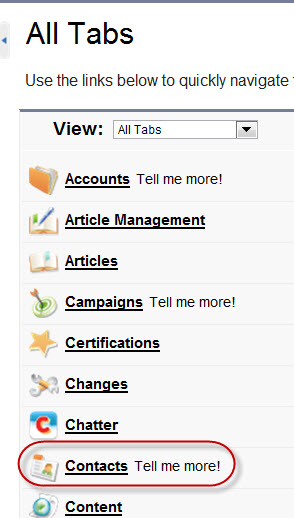 All Tabs
Use the links below to quickly navigate
View: All Tabs
Accounts Tell me more!
Article Management
Articles
Campaigns Tell me more!
Certifications
Changes
Chatter
Contacts Tell me more!
Content